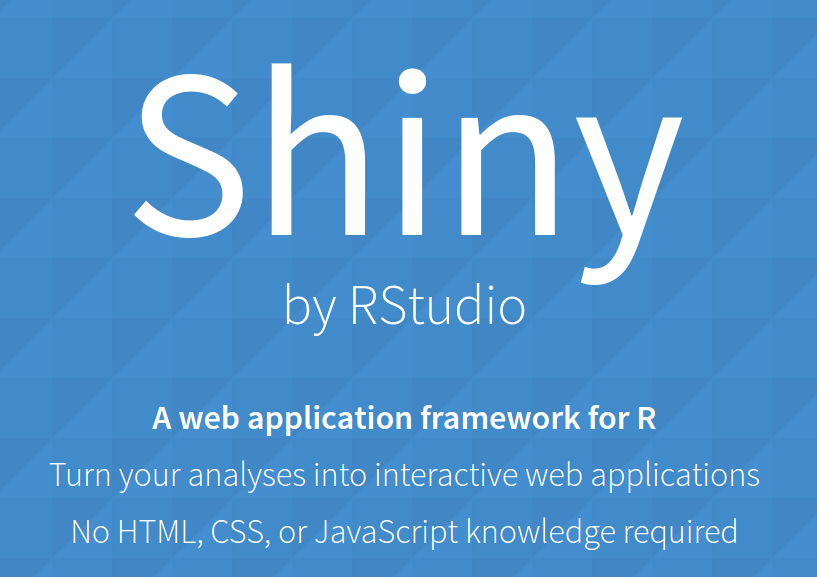 Shiny
by RStudio
A web application framework for R
Turn your analyses into interactive web applications
No HTML, CSS, or JavaScript knowledge required